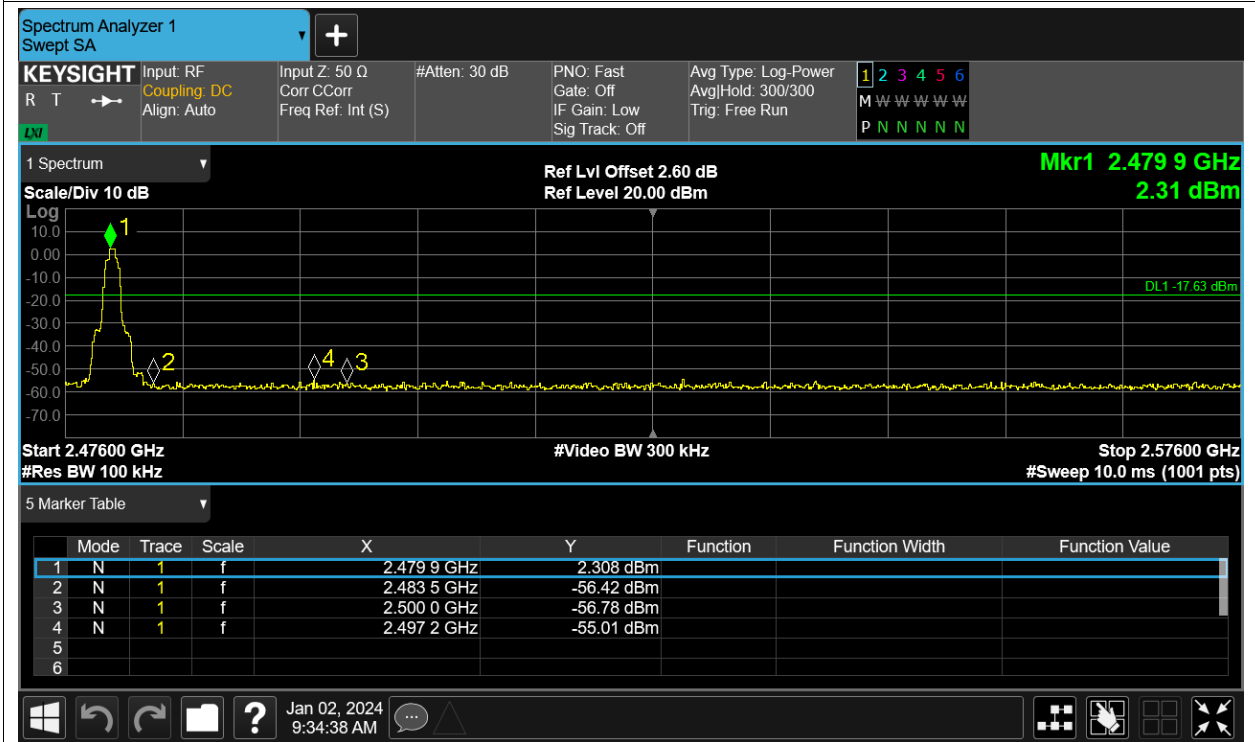 Spectrum Analyzer 1
Swept SA
▼
+
KEYSIGHT Input: RF Input Z: 50 Ω #Atten: 30 dB PNO: Fast Avg Type: Log-Power 1 2 3 4 5 6
R T Coupling: DC Corr CCorr Gate: Off Avg|Hold: 300/300 M W W W W W
Align: Auto Freq Ref: Int (S) IF Gain: Low Trig: Free Run
LXI Sig Track: Off P N N N N N
1 Spectrum ▼ Ref Lvl Offset 2.60 dB Mkr1 2.479 9 GHz
Scale/Div 10 dB Ref Level 20.00 dBm 2.31 dBm
Log
1
10.0
0.00
-10.0
DL1 -17.63 dBm
-20.0
-30.0
-40.0
2 4 3
-50.0
-60.0
-70.0
Start 2.47600 GHz #Video BW 300 kHz Stop 2.57600 GHz
#Res BW 100 kHz #Sweep 10.0 ms (1001 pts)
5 Marker Table ▼
Mode Trace Scale X Y Function Function Width Function Value
1 N 1 f 2.479 9 GHz 2.308 dBm
2 N 1 f 2.483 5 GHz -56.42 dBm
3 N 1 f 2.500 0 GHz -56.78 dBm
4 N 1 f 2.497 2 GHz -55.01 dBm
5
6
? Jan 02, 2024
9:34:38 AM